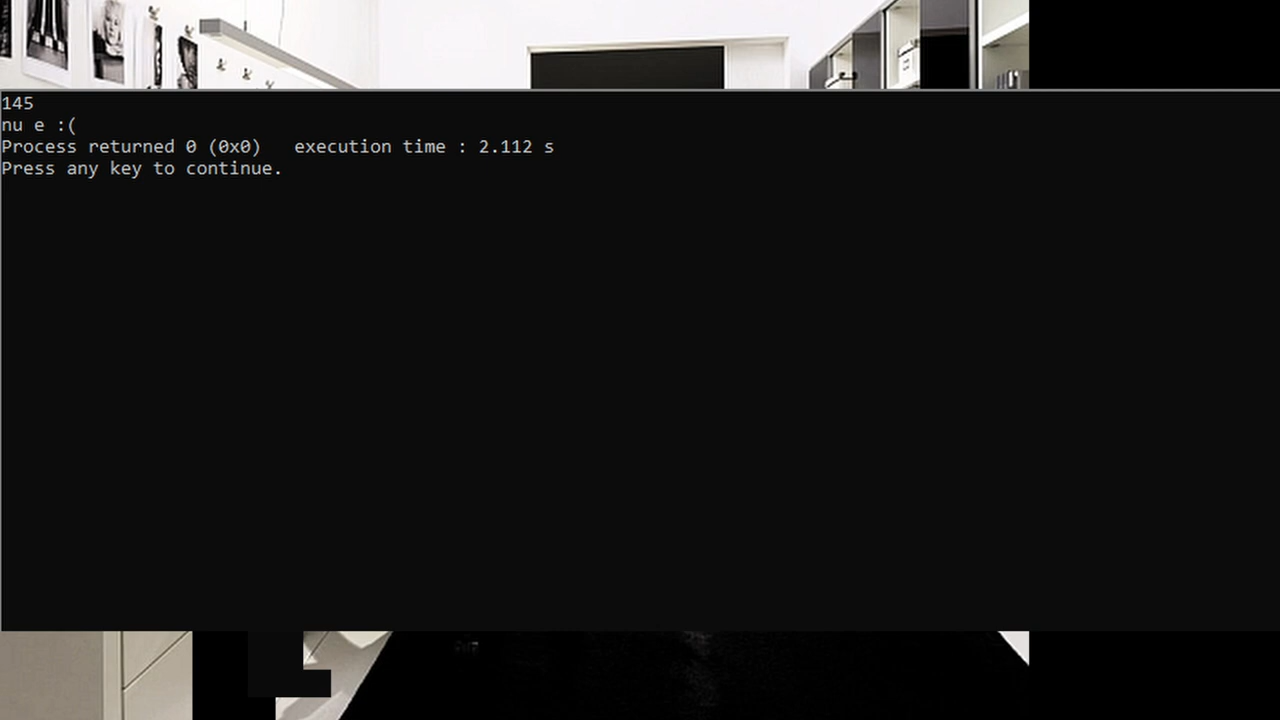 145
nu e :(
Process returned 0 (0x0)   execution time : 2.112 s
Press any key to continue.